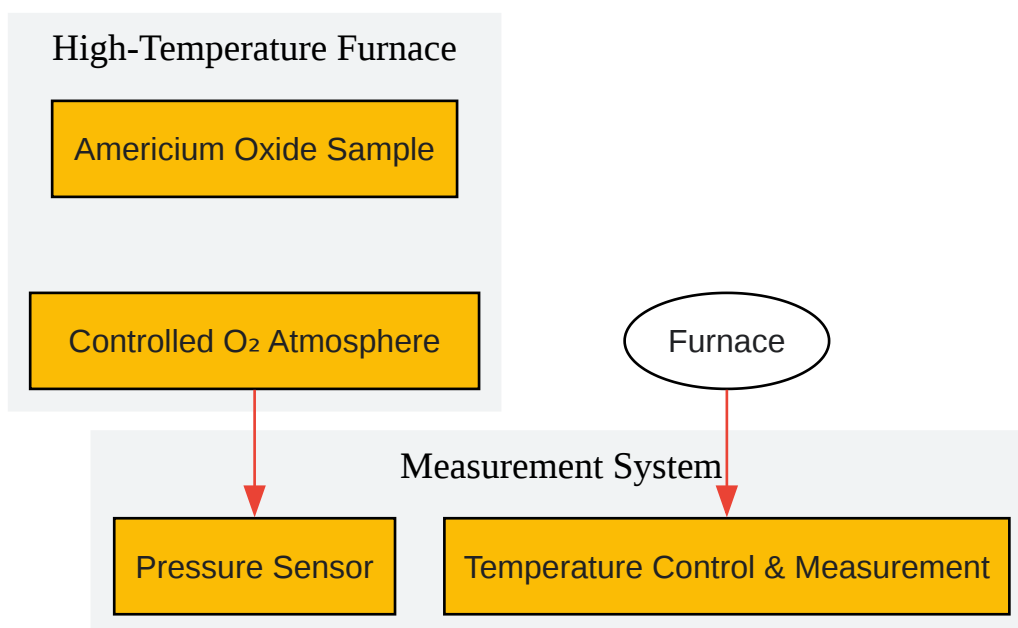 High-Temperature Furnace
Americium Oxide Sample
Controlled O₂ Atmosphere
Furnace
Measurement System
Pressure Sensor
Temperature Control & Measurement